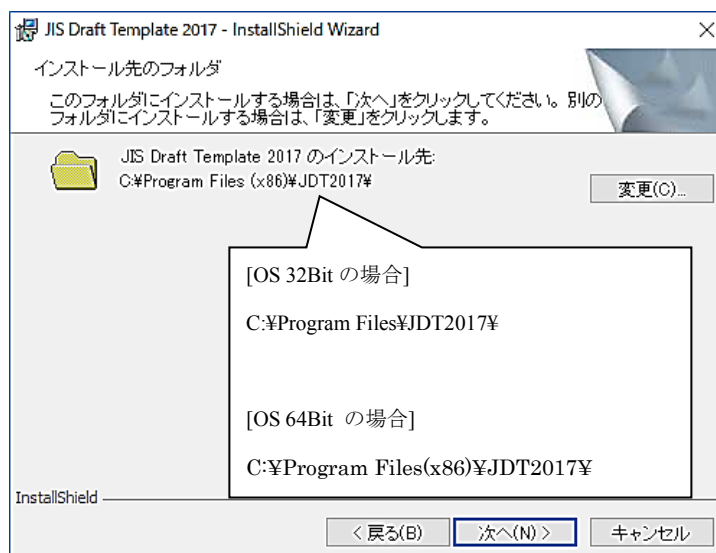 JIS Draft Template 2017 - InstallShield Wizard
インストール先のフォルダ
このフォルダにインストールする場合は、「次へ」をクリックしてください。別の
フォルダにインストールする場合は、「変更」をクリックします。
JIS Draft Template 2017 のインストール先:
C:¥Program Files (x86)¥JDT2017¥
変更(C)...
[OS 32Bit の場合]
C:¥Program Files¥JDT2017¥
[OS 64Bit の場合]
C:¥Program Files(x86)¥JDT2017¥
InstallShield
< 戻る(B)
次へ(N) >
キャンセル